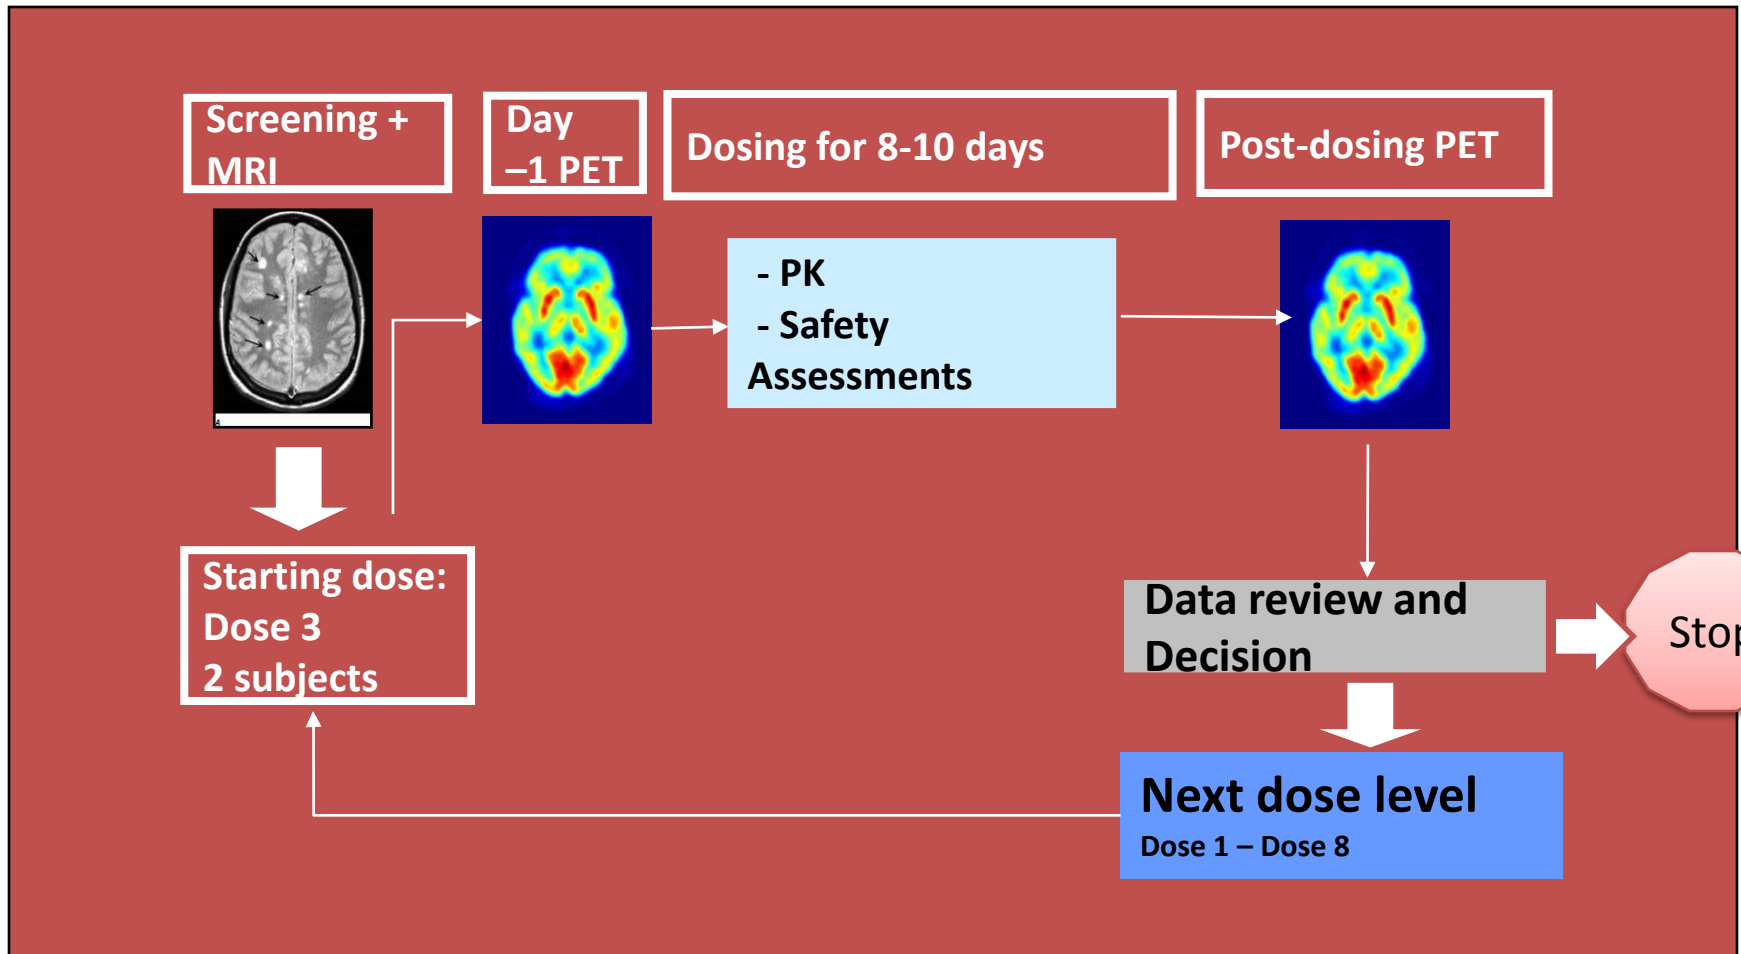 Screening +
MRI
Day
–1 PET
Dosing for 8-10 days
Post-dosing PET
- PK
- Safety
Assessments
A
Starting dose:
Dose 3
2 subjects
Data review and
Decision
Stop
Next dose level
Dose 1 – Dose 8